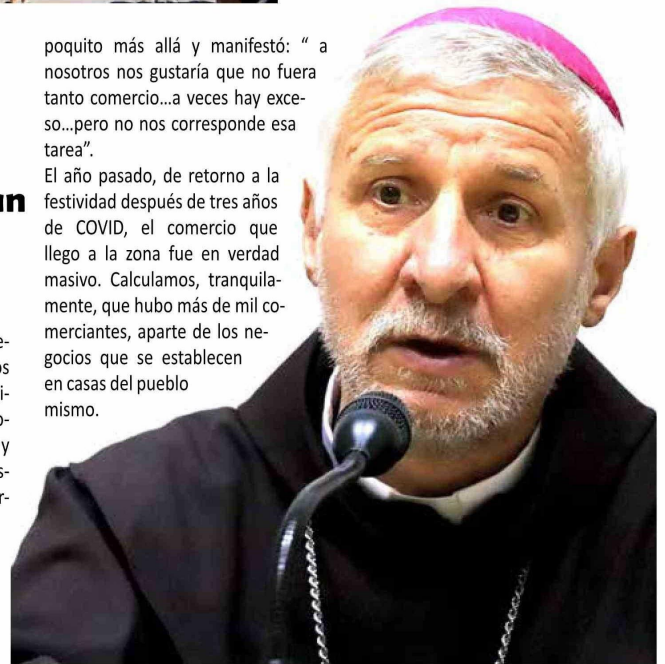 poquito más allá y manifestó: “ a
nosotros nos gustaría que no fuera
tanto comercio...a veces hay exce-
so...pero no nos corresponde esa
tarea”.
El año pasado, de retorno a la
festividad después de tres años
de COVID, el comercio que
llego a la zona fue en verdad
masivo. Calculamos, tranquila-
mente, que hubo más de mil co-
merciantes, aparte de los ne-
gocios que se establecen
en casas del pueblo
mismo.